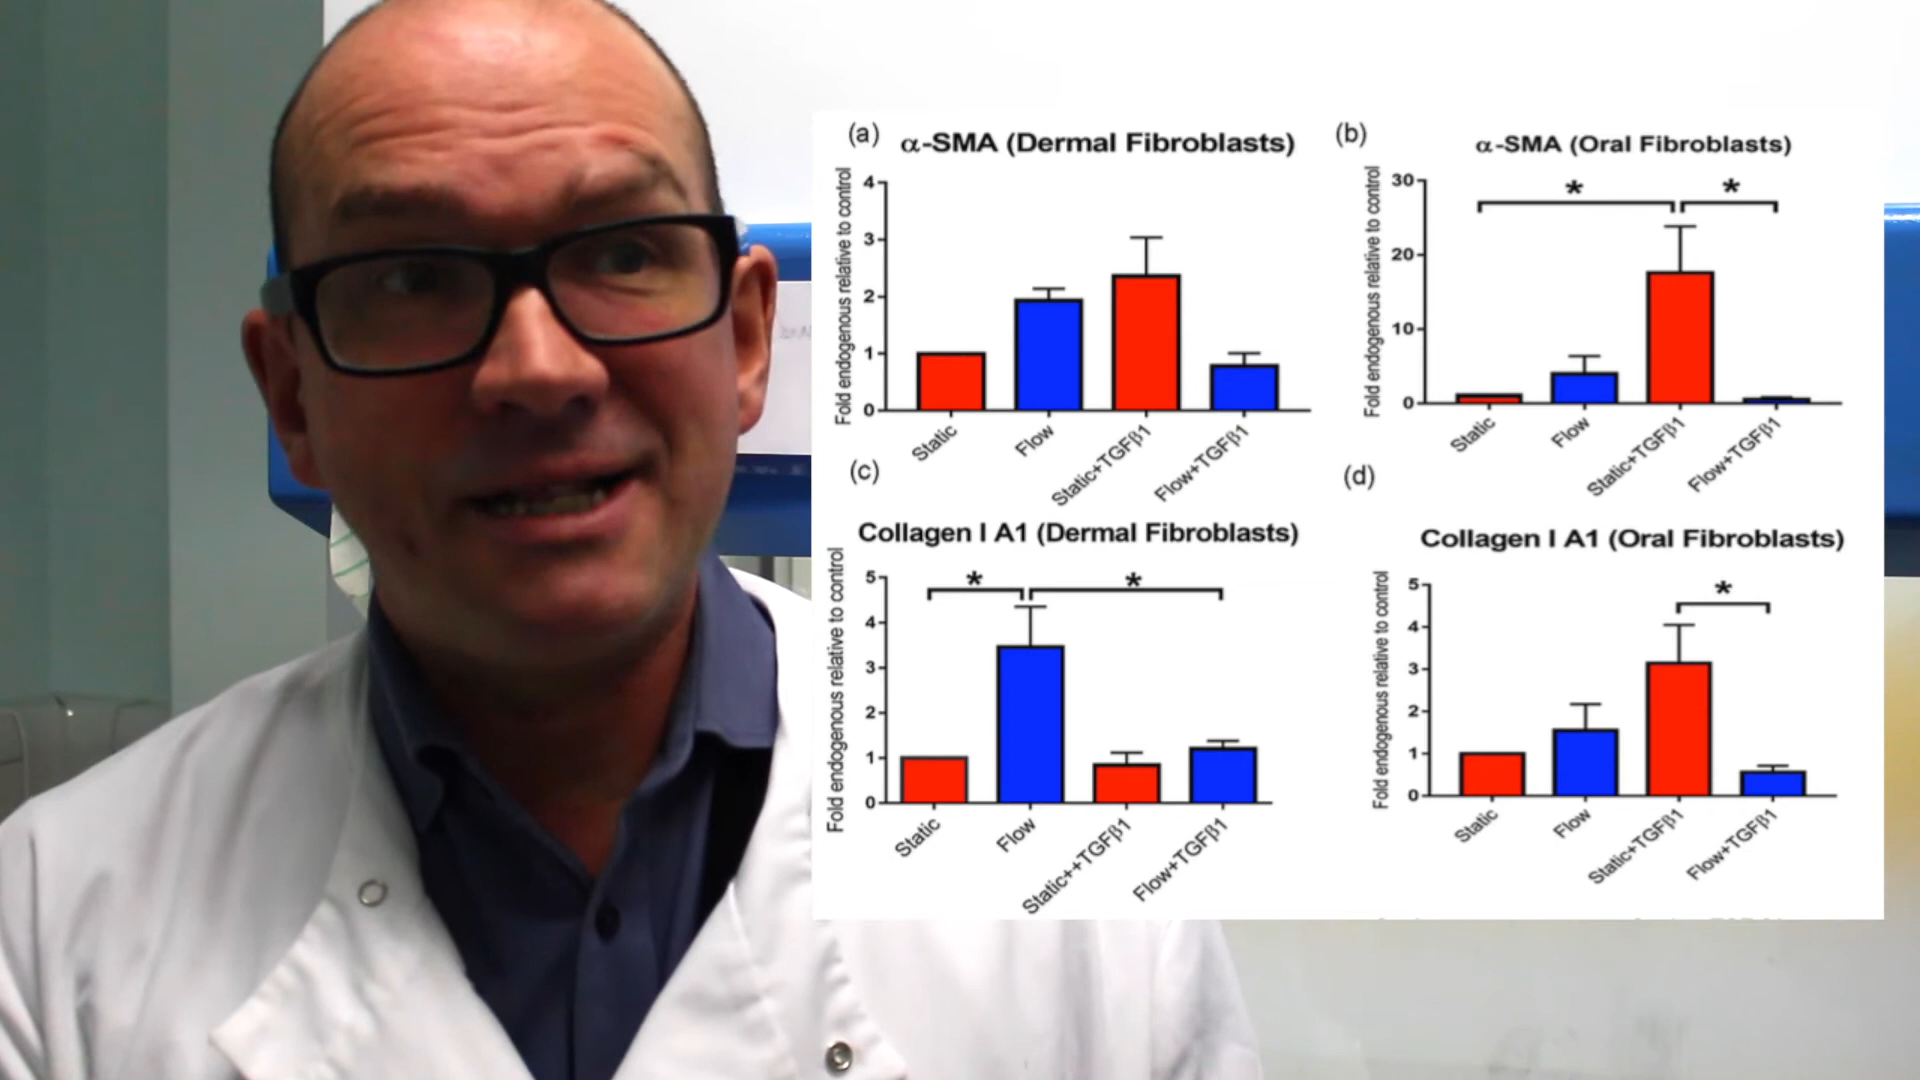 (a)
α-SMA (Dermal Fibroblasts)
Fold endogenous relative to control
4
3
2
1
0
Static
Flow
Static+TGFβ1
Flow+TGFβ1
(b)
α-SMA (Oral Fibroblasts)
Fold endogenous relative to control
30
20
10
0
*
*
Static
Flow
Static+TGFβ1
Flow+TGFβ1
(c)
Collagen I A1 (Dermal Fibroblasts)
Fold endogenous relative to control
5
4
3
2
1
0
*
*
Static
Flow
Static++TGFβ1
Flow+TGFβ1
(d)
Collagen I A1 (Oral Fibroblasts)
Fold endogenous relative to control
5
4
3
2
1
0
*
Static
Flow
Static+TGFβ1
Flow+TGFβ1